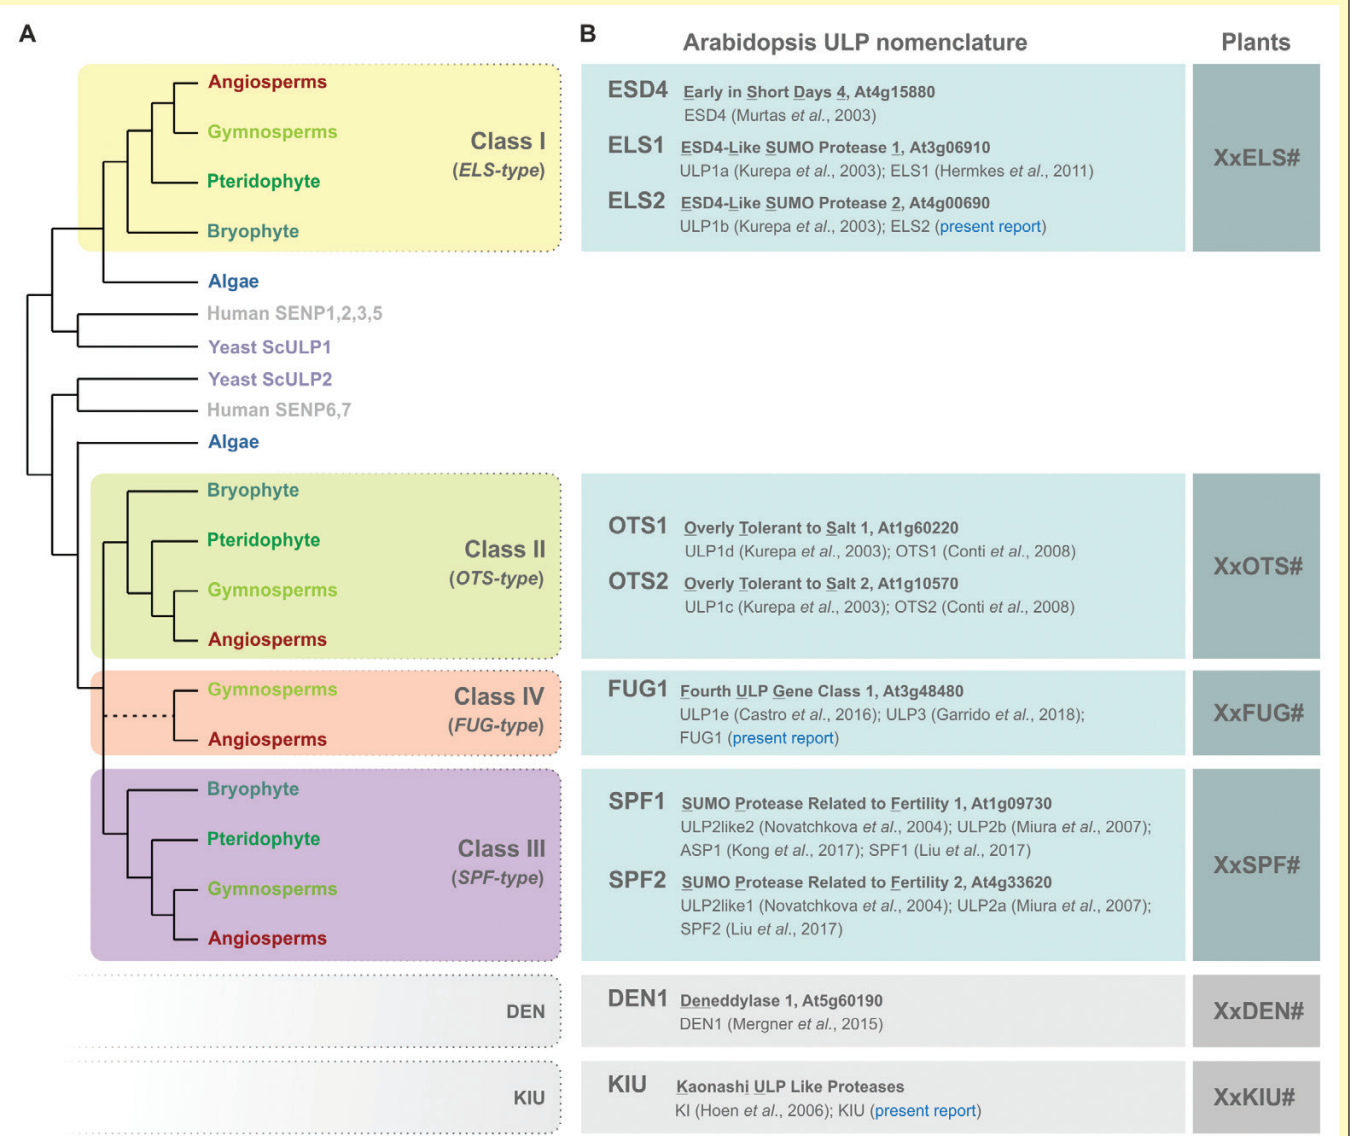 A
Angiosperms
Gymnosperms
Pteridophyte
Bryophyte
Class I
(ELS-type)
Algae
Human SENP1,2,3,5
Yeast ScULP1
Yeast ScULP2
Human SENP6,7
Algae
Bryophyte
Pteridophyte
Gymnosperms
Angiosperms
Class II
(OTS-type)
Gymnosperms
Angiosperms
Class IV
(FUG-type)
Bryophyte
Pteridophyte
Gymnosperms
Angiosperms
Class III
(SPF-type)
DEN
KIU
B
Arabidopsis ULP nomenclature
Plants
ESD4 Early in Short Days 4, At4g15880
ESD4 (Murtas et al., 2003)
ELS1 ESD4-Like SUMO Protease 1, At3g06910
ULP1a (Kurepa et al., 2003); ELS1 (Hermkes et al., 2011)
ELS2 ESD4-Like SUMO Protease 2, At4g00690
ULP1b (Kurepa et al., 2003); ELS2 (present report)
XxELS#
OTS1 Overly Tolerant to Salt 1, At1g60220
ULP1d (Kurepa et al., 2003); OTS1 (Conti et al., 2008)
OTS2 Overly Tolerant to Salt 2, At1g10570
ULP1c (Kurepa et al., 2003); OTS2 (Conti et al., 2008)
XxOTS#
FUG1 Fourth ULP Gene Class 1, At3g48480
ULP1e (Castro et al., 2016); ULP3 (Garrido et al., 2018);
FUG1 (present report)
XxFUG#
SPF1 SUMO Protease Related to Fertility 1, At1g09730
ULP2like2 (Novatchkova et al., 2004); ULP2b (Miura et al., 2007);
ASP1 (Kong et al., 2017); SPF1 (Liu et al., 2017)
SPF2 SUMO Protease Related to Fertility 2, At4g33620
ULP2like1 (Novatchkova et al., 2004); ULP2a (Miura et al., 2007);
SPF2 (Liu et al., 2017)
XxSPF#
DEN1 Deneddylase 1, At5g60190
DEN1 (Mergner et al., 2015)
XxDEN#
KIU Kaonashi ULP Like Proteases
KI (Hoen et al., 2006); KIU (present report)
XxKIU#